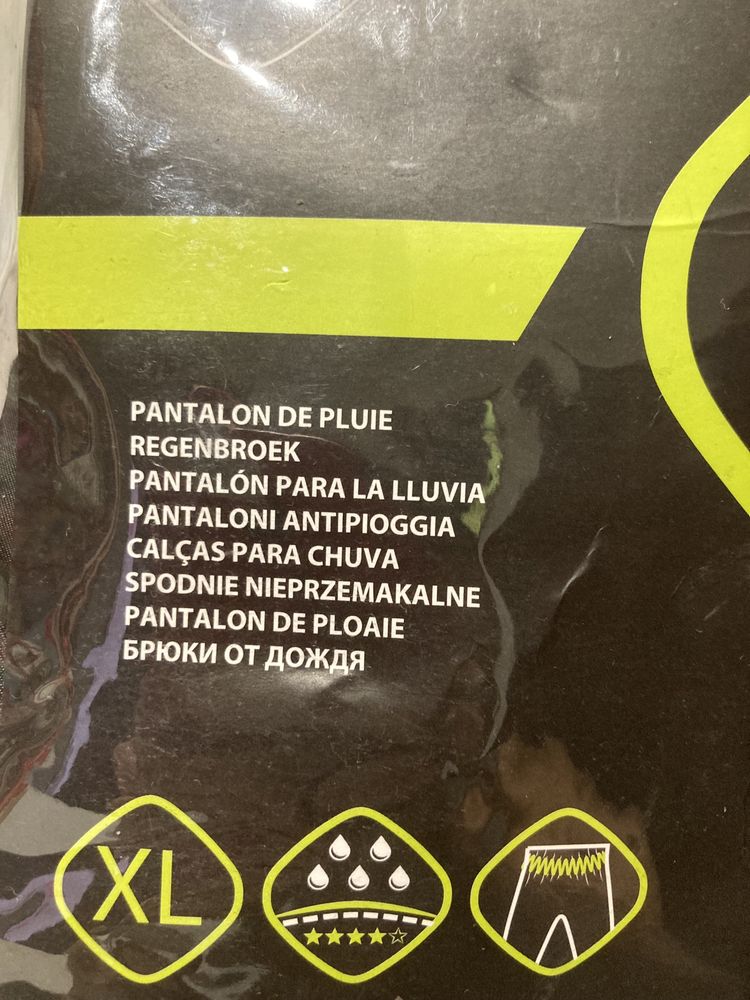 PANTALON DE PLUIE
REGENBROEK
PANTALÓN PARA LA LLUVIA
PANTALONI ANTIPIOGGIA
CALÇAS PARA CHUVA
SPODNIE NIEPRZEMAKALNE
PANTALON DE PLOAIE
БРЮКИ ОТ ДОЖДЯ
XL